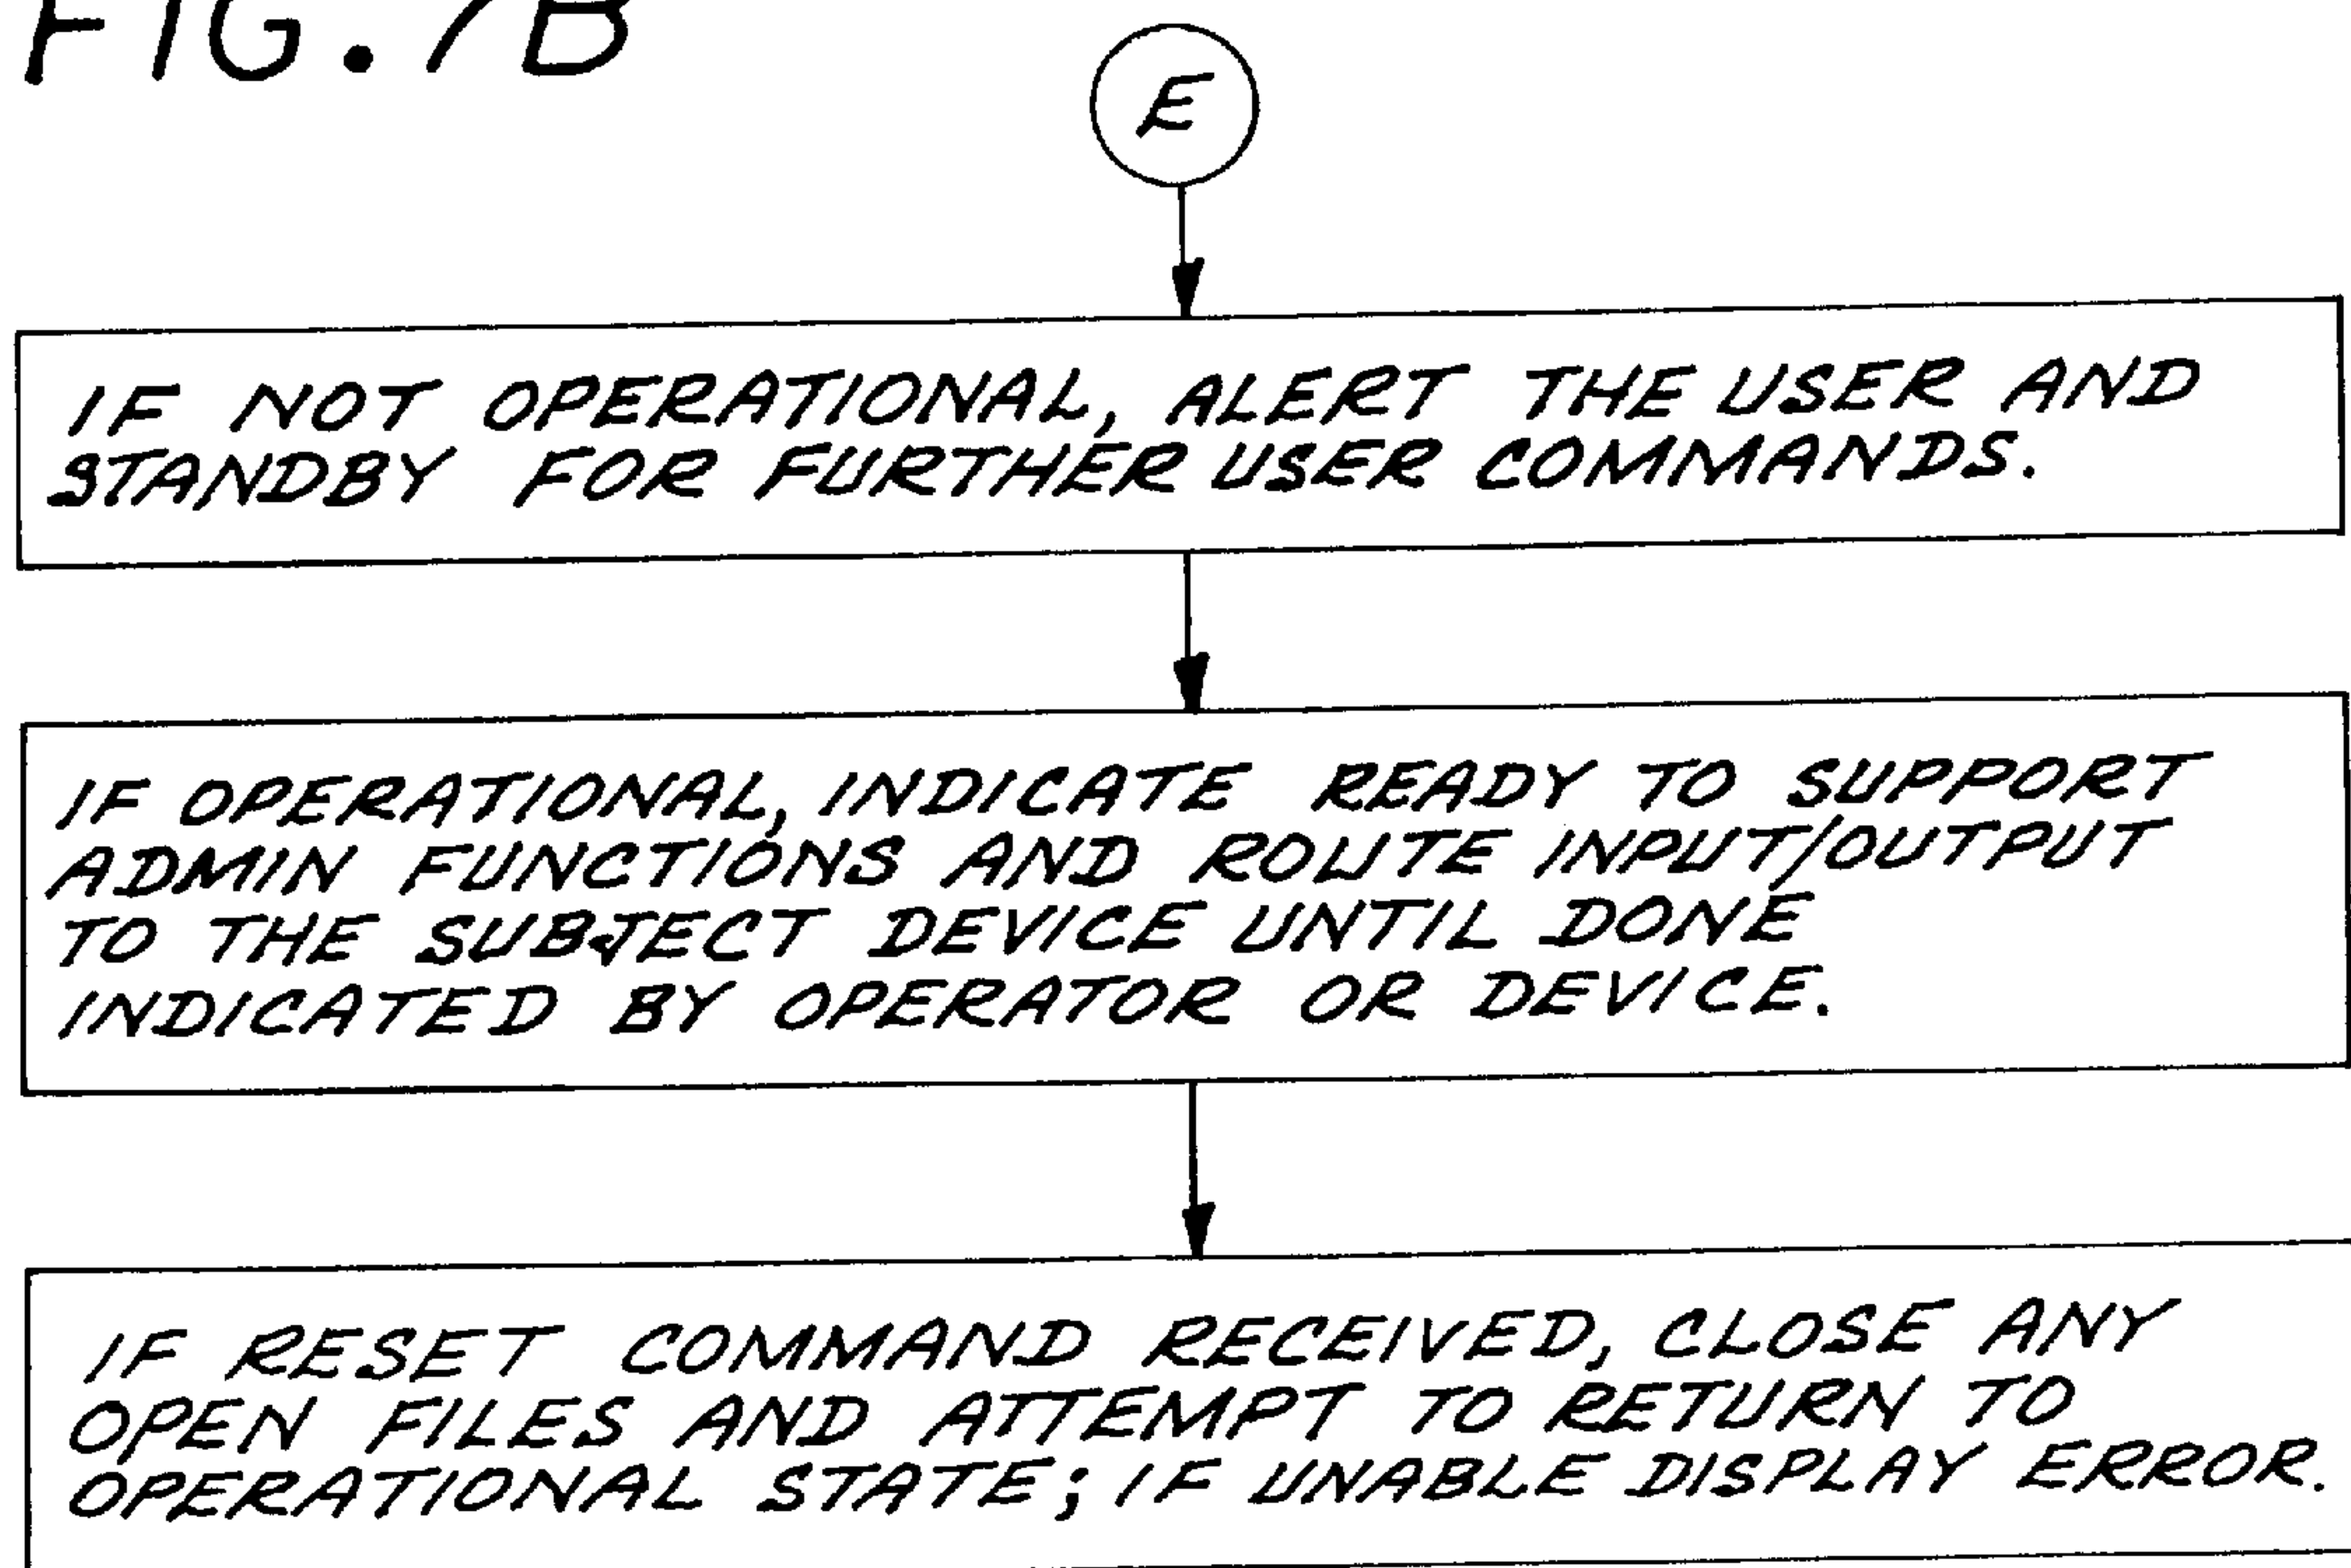 FIG. 7B
E
IF NOT OPERATIONAL, ALERT THE USER AND
STANDBY FOR FURTHER USER COMMANDS.
IF OPERATIONAL, INDICATE READY TO SUPPORT
ADMIN FUNCTIONS AND ROUTE INPUT/OUTPUT
TO THE SUBJECT DEVICE UNTIL DONE
INDICATED BY OPERATOR OR DEVICE.
IF RESET COMMAND RECEIVED, CLOSE ANY
OPEN FILES AND ATTEMPT TO RETURN TO
OPERATIONAL STATE; IF UNABLE DISPLAY ERROR.